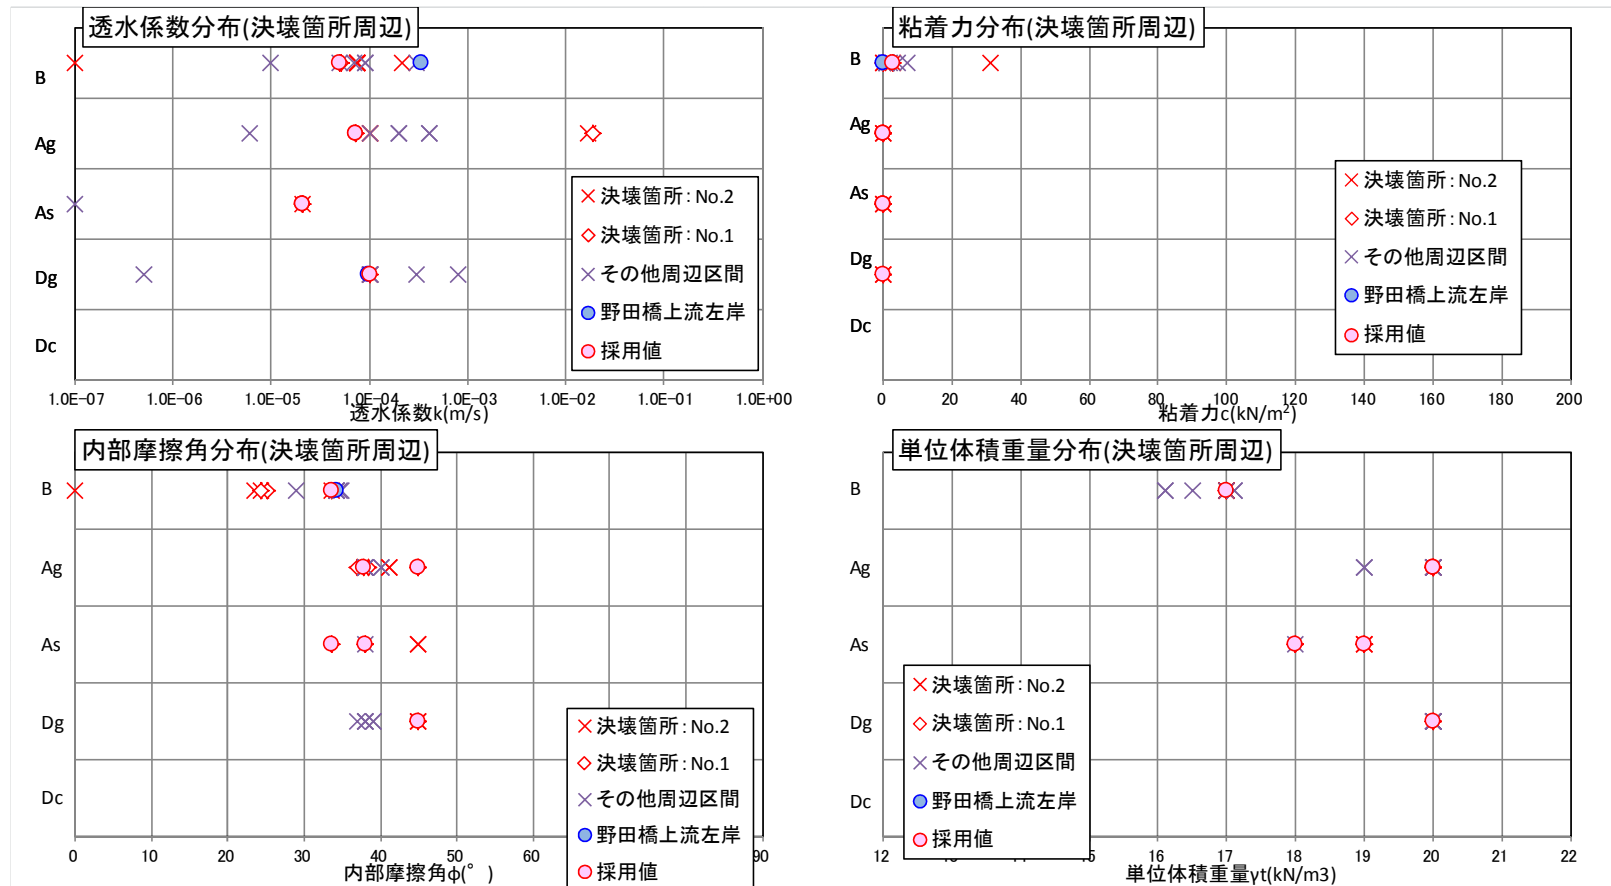 透水係数分布(決壊箇所周辺)
B
Ag
As
Dg
Dc
決壊箇所：No.2
決壊箇所：No.1
その他周辺区間
野田橋上流左岸
採用値
1.0E-07 1.0E-06 1.0E-05 1.0E-04 1.0E-03 1.0E-02 1.0E-01 1.0E+00
透水係数k(m/s)
粘着力分布(決壊箇所周辺)
B
Ag
As
Dg
Dc
決壊箇所：No.2
決壊箇所：No.1
その他周辺区間
野田橋上流左岸
採用値
0 20 40 60 80 100 120 140 160 180 200
粘着力c(kN/m²)
内部摩擦角分布(決壊箇所周辺)
B
Ag
As
Dg
Dc
決壊箇所：No.2
決壊箇所：No.1
その他周辺区間
野田橋上流左岸
採用値
0 10 20 30 40 50 60 90
内部摩擦角φ(°)
単位体積重量分布(決壊箇所周辺)
B
Ag
As
Dg
Dc
決壊箇所：No.2
決壊箇所：No.1
その他周辺区間
野田橋上流左岸
採用値
12 15 16 17 18 19 20 21 22
単位体積重量γt(kN/m3)